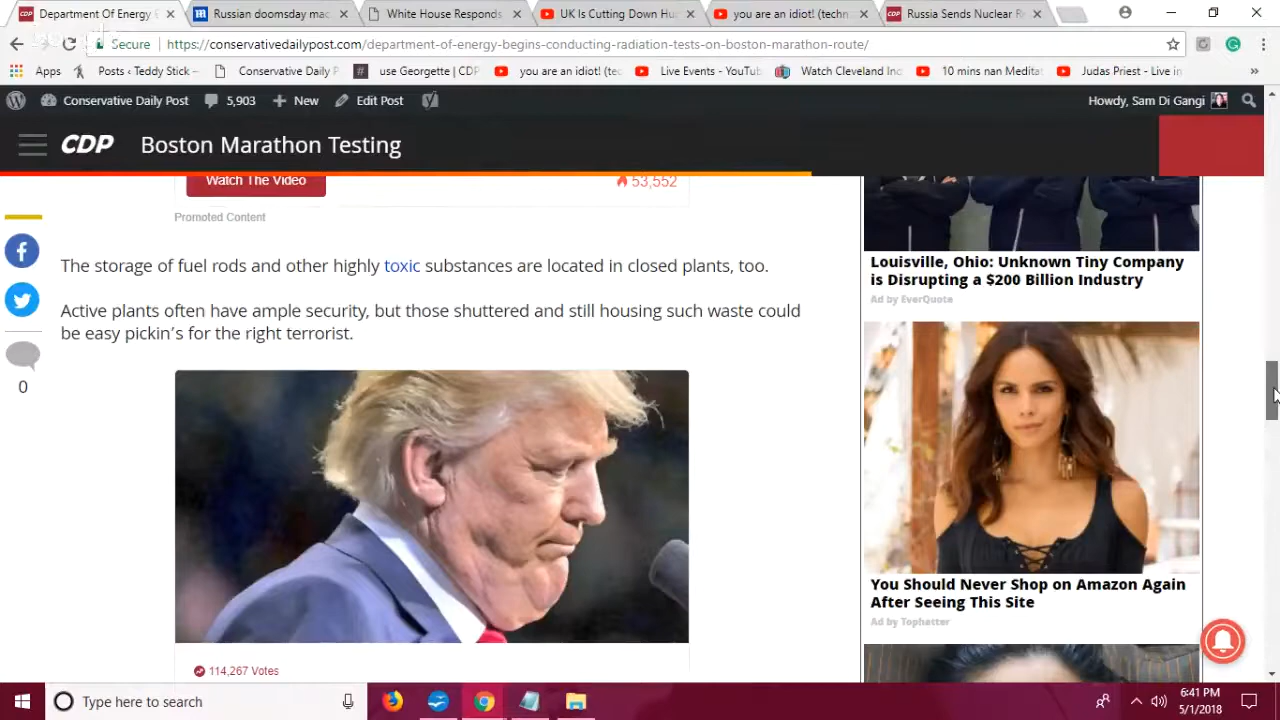 Department Of Energy
Russian doomsday mac
White House Responds
UK Is Cutting Down Hu
you are an idiot! (techn
Russia Sends Nuclear R
Secure
https://conservativedailypost.com/department-of-energy-begins-conducting-radiation-tests-on-boston-marathon-route/
Apps
Posts ‹ Teddy Stick —
Conservative Daily P
use Georgette | CDP
you are an idiot! (tec
Live Events - YouTub
Watch Cleveland Inc
10 mins nan Meditat
Judas Priest - Live in
Conservative Daily Post
5,903
New
Edit Post
Howdy, Sam Di Gangi
CDP
Boston Marathon Testing
Watch The Video
53,552
Promoted Content
The storage of fuel rods and other highly toxic substances are located in closed plants, too.
Active plants often have ample security, but those shuttered and still housing such waste could
be easy pickin's for the right terrorist.
0
114,267 Votes
Louisville, Ohio: Unknown Tiny Company
is Disrupting a $200 Billion Industry
Ad by EverQuote
You Should Never Shop on Amazon Again
After Seeing This Site
Ad by Tophatter
Type here to search
6:41 PM
5/1/2018